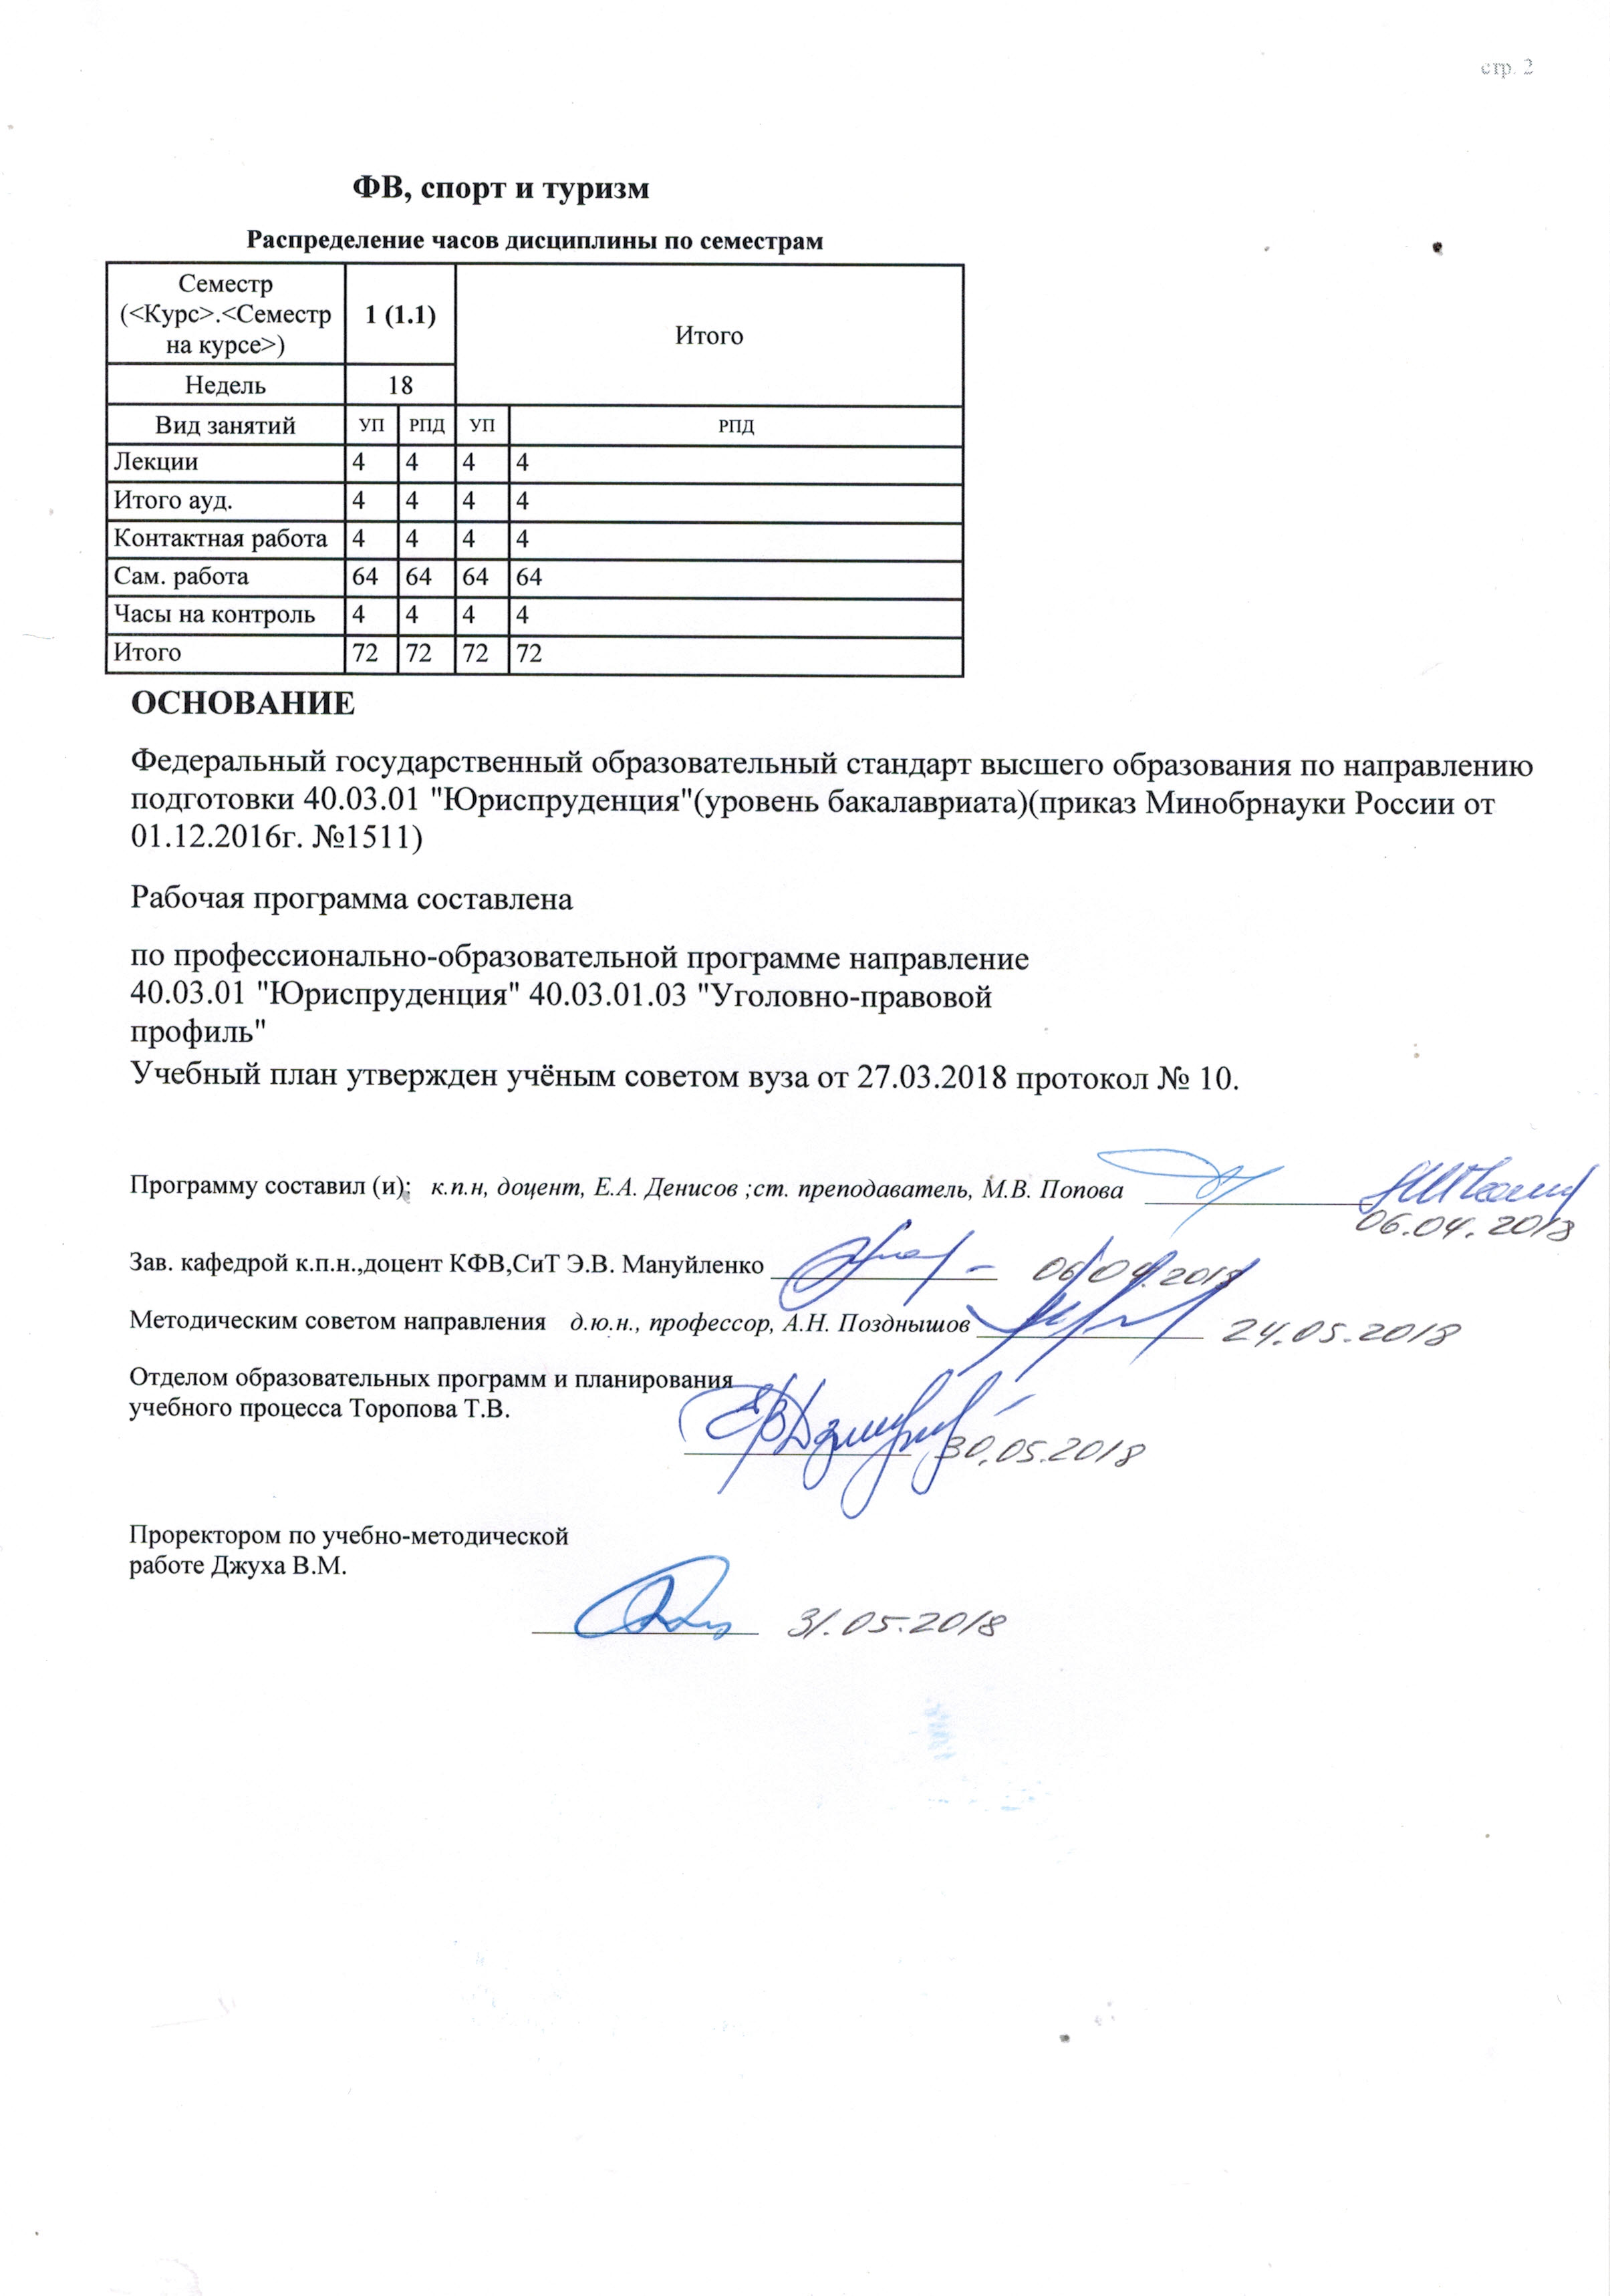 стр. 2
ФВ, спорт и туризм
Распределение часов дисциплины по семестрам
Семестр
(<Курс>.<Семестр
на курсе>)
1 (1.1)
Итого
Недель 18
Вид занятий УП РПД УП РПД
Лекции 4 4 4 4
Итого ауд. 4 4 4 4
Контактная работа 4 4 4 4
Сам. работа 64 64 64 64
Часы на контроль 4 4 4 4
Итого 72 72 72 72
ОСНОВАНИЕ
Федеральный государственный образовательный стандарт высшего образования по направлению
подготовки 40.03.01 "Юриспруденция"(уровень бакалавриата)(приказ Минобрнауки России от
01.12.2016г. №1511)
Рабочая программа составлена
по профессионально-образовательной программе направление
40.03.01 "Юриспруденция" 40.03.01.03 "Уголовно-правовой
профиль"
Учебный план утвержден учёным советом вуза от 27.03.2018 протокол № 10.
Программу составил (и): к.п.н, доцент, Е.А. Денисов ;ст. преподаватель, М.В. Попова
06.04.2018
Зав. кафедрой к.п.н.,доцент КФВ,СиТ Э.В. Мануйленко 06.04.2018
Методическим советом направления д.ю.н., профессор, А.Н. Позднышов 24.05.2018
Отделом образовательных программ и планирования
учебного процесса Торопова Т.В.
30.05.2018
Проректором по учебно-методической
работе Джуха В.М.
31.05.2018